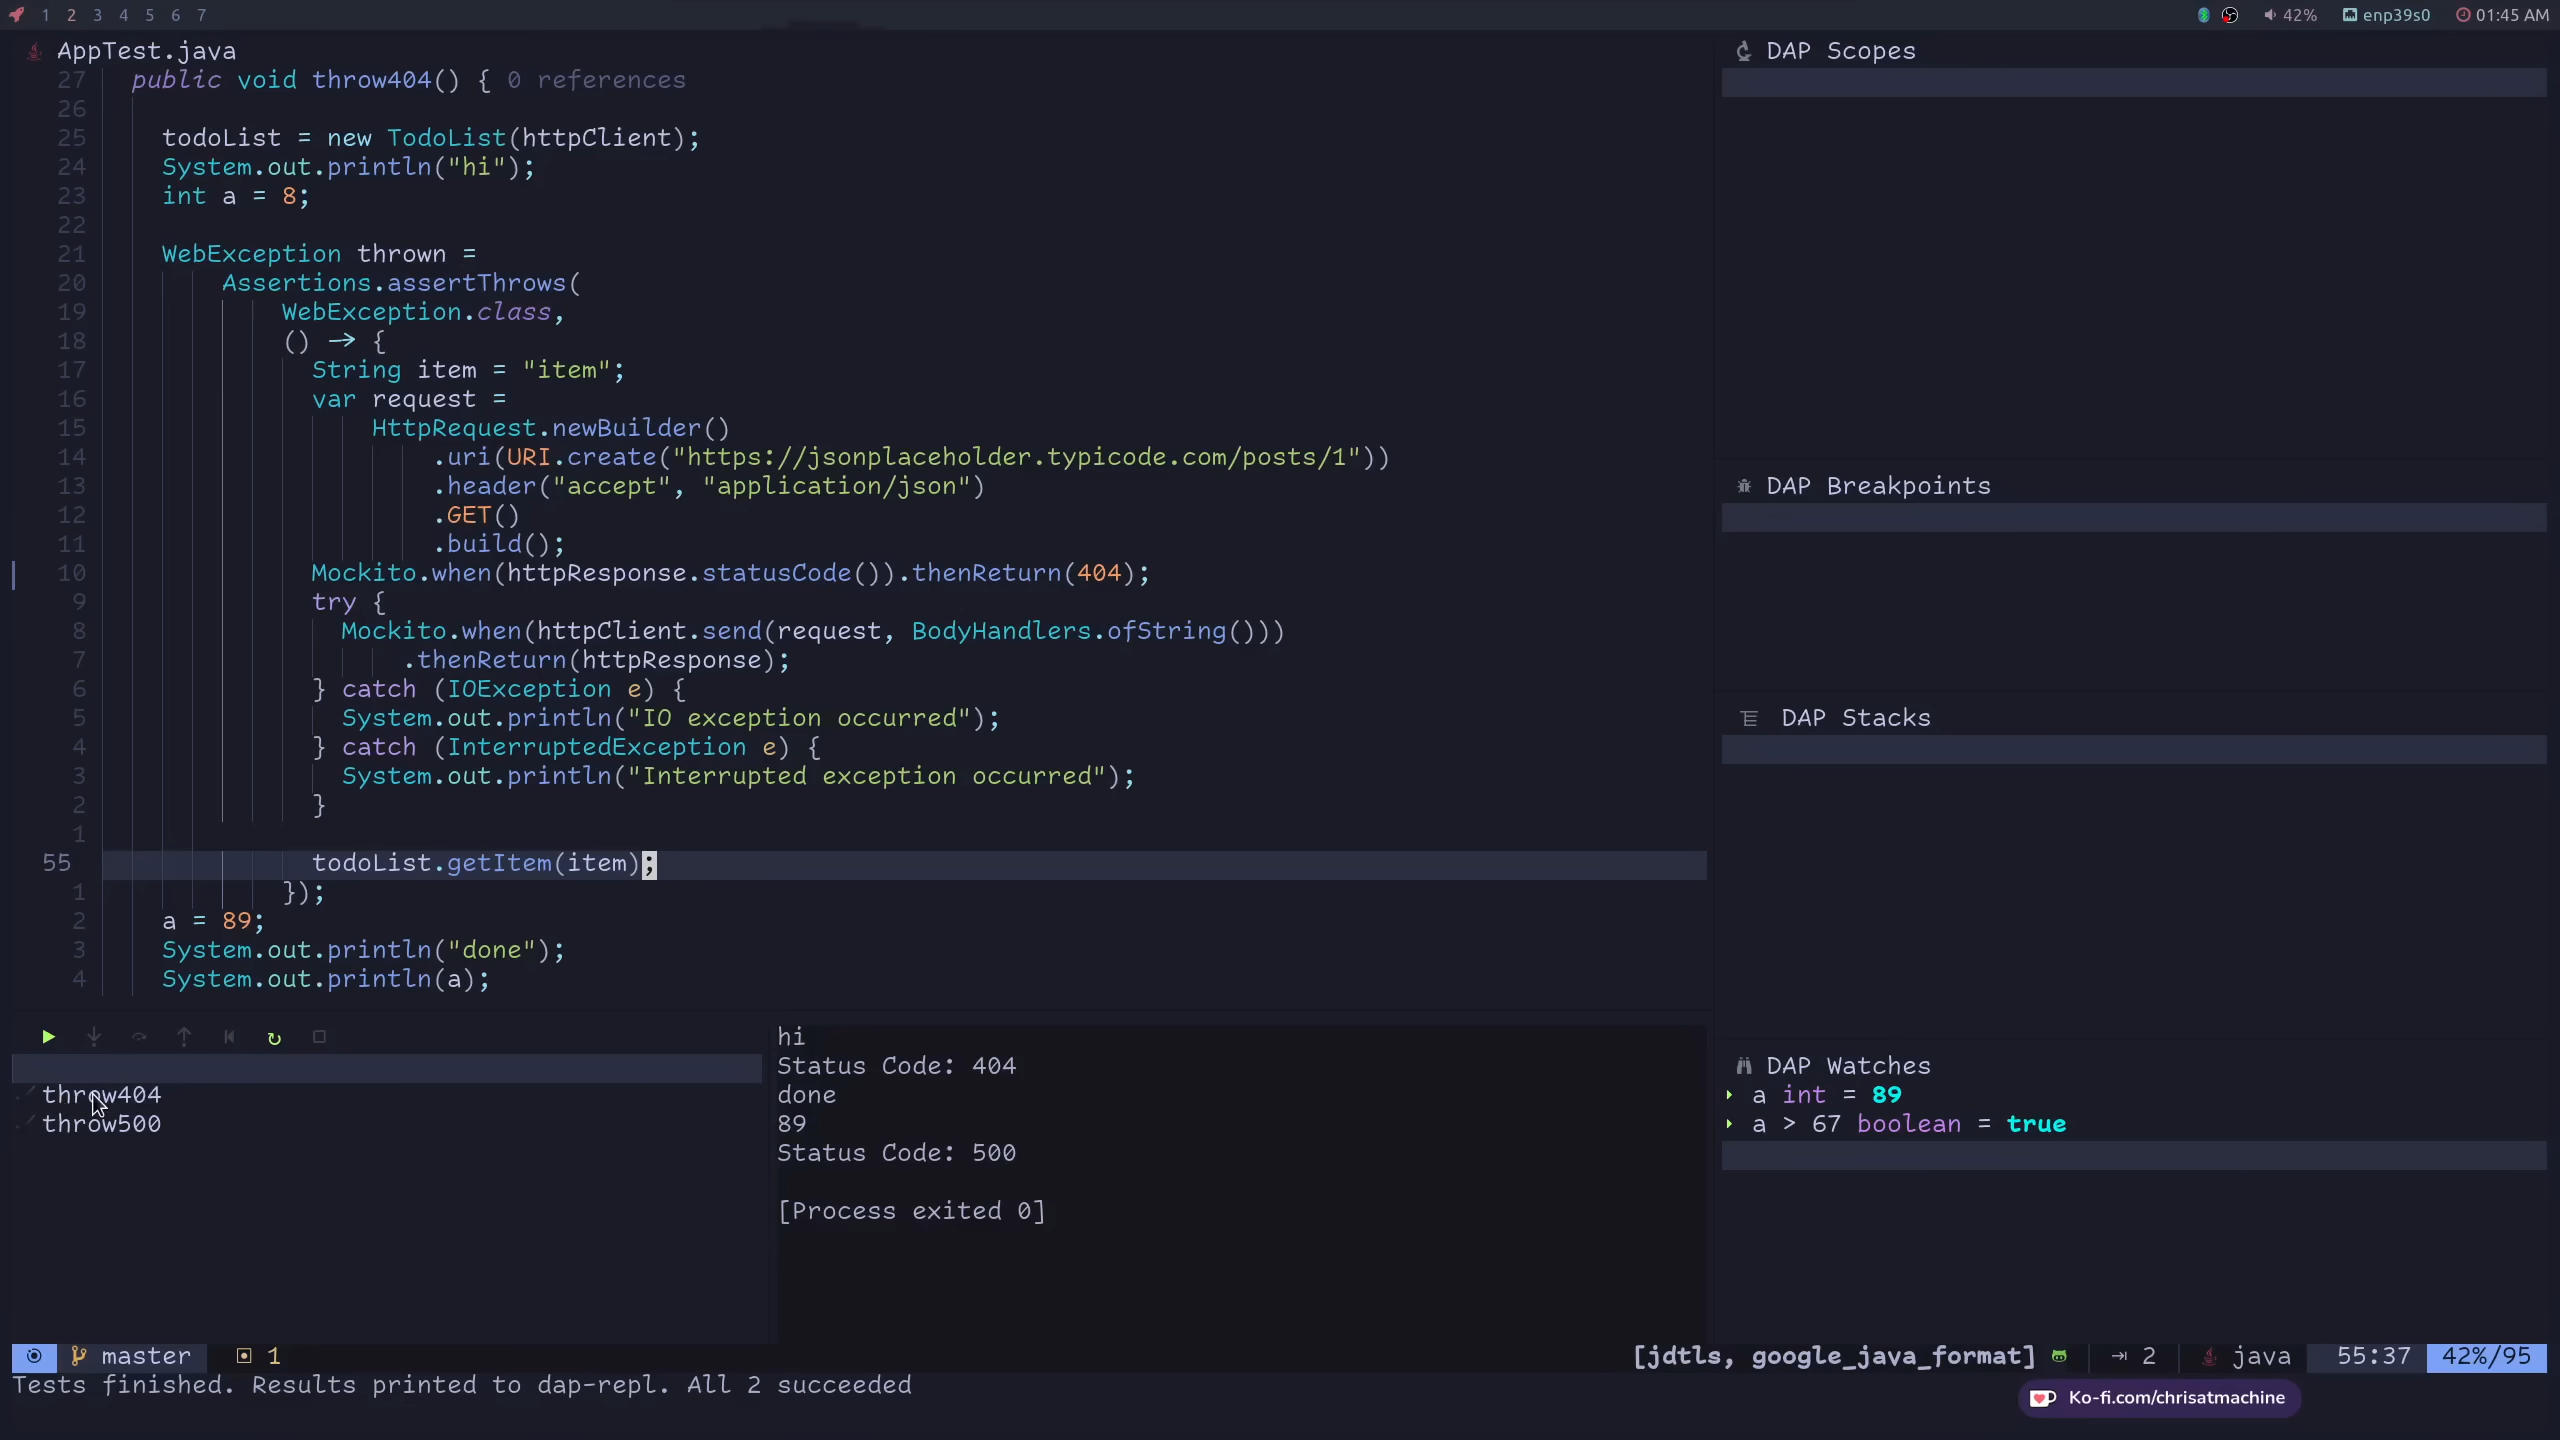 1 2 3 4 5 6 7
42% enp39s0 01:45 AM
AppTest.java
27 public void throw404() { 0 references
26
25 todoList = new TodoList(httpClient);
24 System.out.println("hi");
23 int a = 8;
22
21 WebException thrown =
20 Assertions.assertThrows(
19 WebException.class,
18 () -> {
17 String item = "item";
16 var request =
15 HttpRequest.newBuilder()
14 .uri(URI.create("https://jsonplaceholder.typicode.com/posts/1"))
13 .header("accept", "application/json")
12 .GET()
11 .build();
10 Mockito.when(httpResponse.statusCode()).thenReturn(404);
9 try {
8 Mockito.when(httpClient.send(request, BodyHandlers.ofString()))
7 .thenReturn(httpResponse);
6 } catch (IOException e) {
5 System.out.println("IO exception occurred");
4 } catch (InterruptedException e) {
3 System.out.println("Interrupted exception occurred");
2 }
1
55 todoList.getItem(item);
1 });
2 a = 89;
3 System.out.println("done");
4 System.out.println(a);
throw404
throw500
hi
Status Code: 404
done
89
Status Code: 500
[Process exited 0]
DAP Scopes
DAP Breakpoints
DAP Stacks
DAP Watches
a int = 89
a > 67 boolean = true
master 1
[jdtls, google_java_format] 2 java 55:37 42%/95
Tests finished. Results printed to dap-repl. All 2 succeeded
Ko-fi.com/chrisatmachine